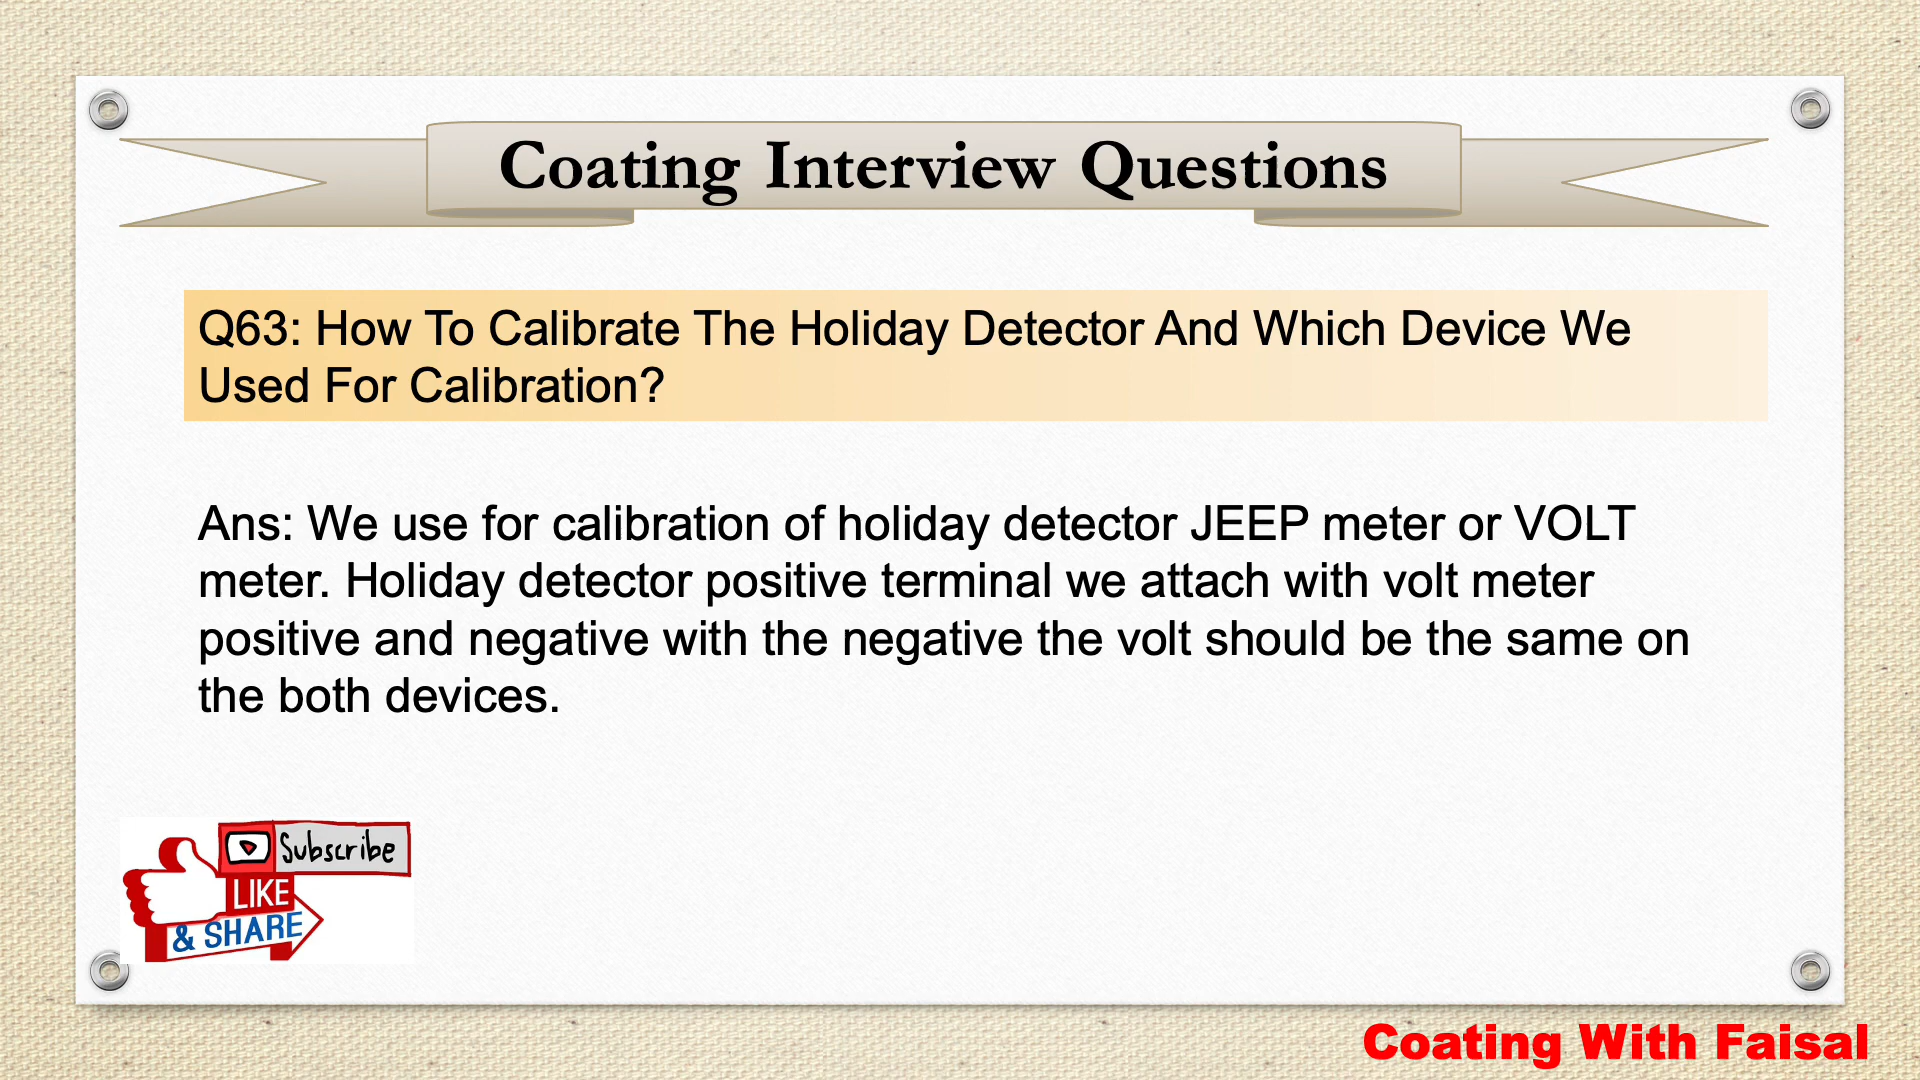 Coating Interview Questions
Q63: How To Calibrate The Holiday Detector And Which Device We
Used For Calibration?
Ans: We use for calibration of holiday detector JEEP meter or VOLT
meter. Holiday detector positive terminal we attach with volt meter
positive and negative with the negative the volt should be the same on
the both devices.
Subscribe
LIKE
& SHARE
Coating With Faisal